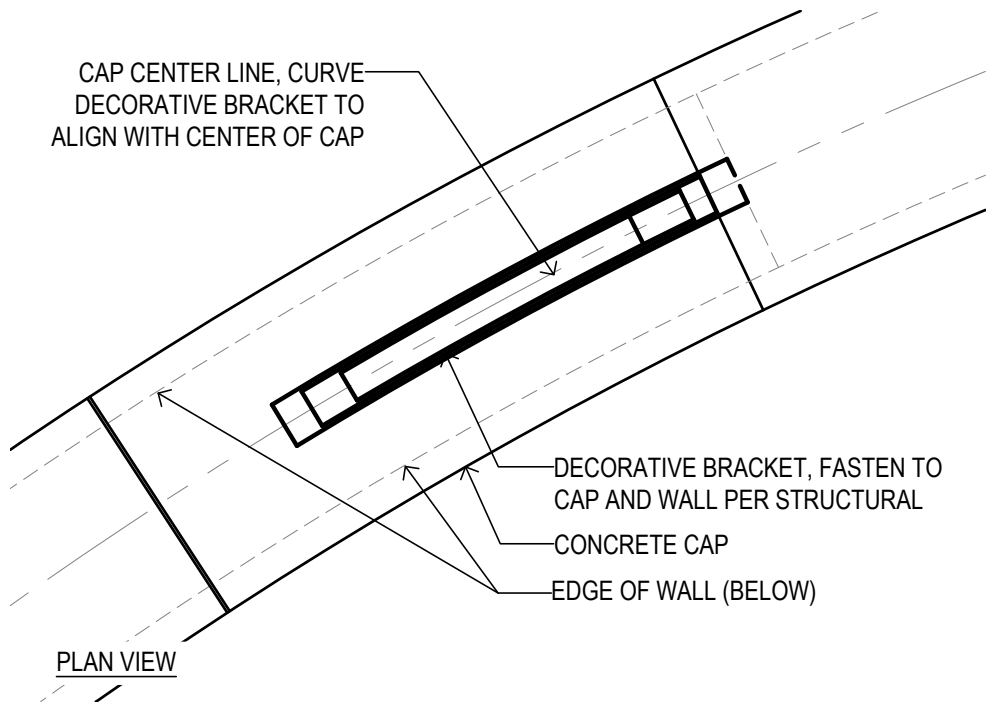 CAP CENTER LINE, CURVE
DECORATIVE BRACKET TO
ALIGN WITH CENTER OF CAP
DECORATIVE BRACKET, FASTEN TO
CAP AND WALL PER STRUCTURAL
CONCRETE CAP
EDGE OF WALL (BELOW)
PLAN VIEW